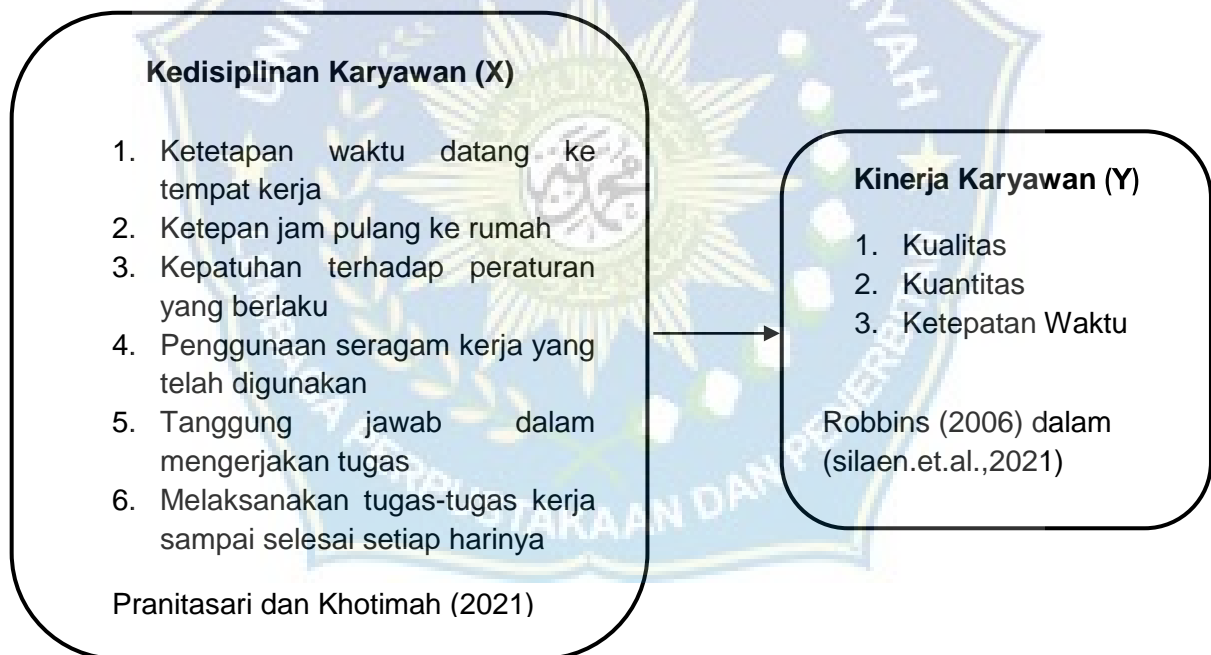 Kedisiplinan Karyawan (X)
1. Ketetapan waktu datang ke
tempat kerja
2. Ketepan jam pulang ke rumah
3. Kepatuhan terhadap peraturan
yang berlaku
4. Penggunaan seragam kerja yang
telah digunakan
5. Tanggung jawab dalam
mengerjakan tugas
6. Melaksanakan tugas-tugas kerja
sampai selesai setiap harinya
Pranitasari dan Khotimah (2021)
Kinerja Karyawan (Y)
1. Kualitas
2. Kuantitas
3. Ketepatan Waktu
Robbins (2006) dalam
(silaen.et.al.,2021)
PERPUSTAKAAN DAN PENERBITAN